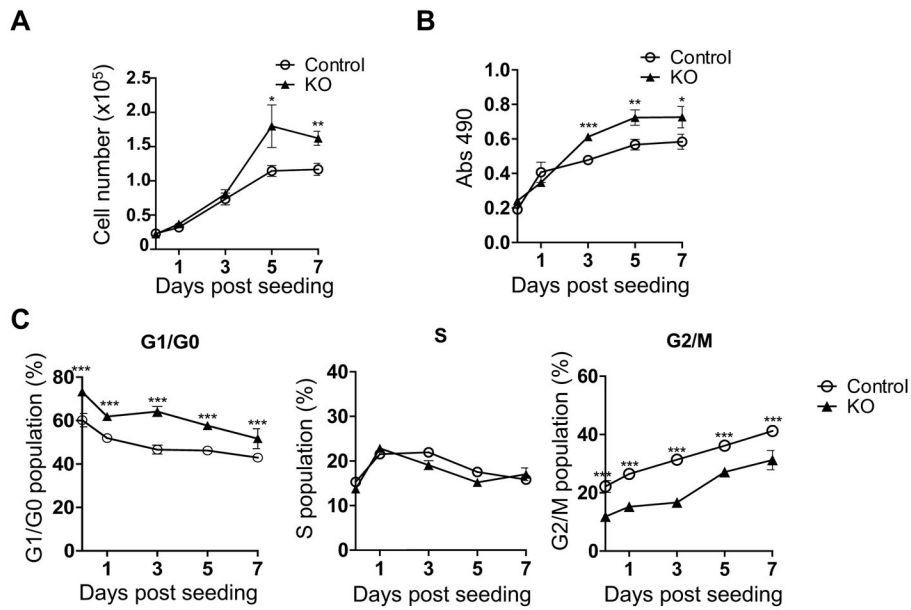 A
Control
KO
Cell number (x10⁵)
2.5
2.0
1.5
1.0
0.5
0
*
**
1 3 5 7
Days post seeding
B
Control
KO
Abs 490
1.0
0.8
0.6
0.4
0.2
0.0
***
**
*
1 3 5 7
Days post seeding
C
G1/G0
G1/G0 population (%)
80
60
40
20
0
*** *** *** *** ***
1 3 5 7
Days post seeding
S
S population (%)
40
30
20
10
0
1 3 5 7
Days post seeding
G2/M
G2/M population (%)
60
40
20
0
*** *** *** *** ***
1 3 5 7
Days post seeding
Control
KO